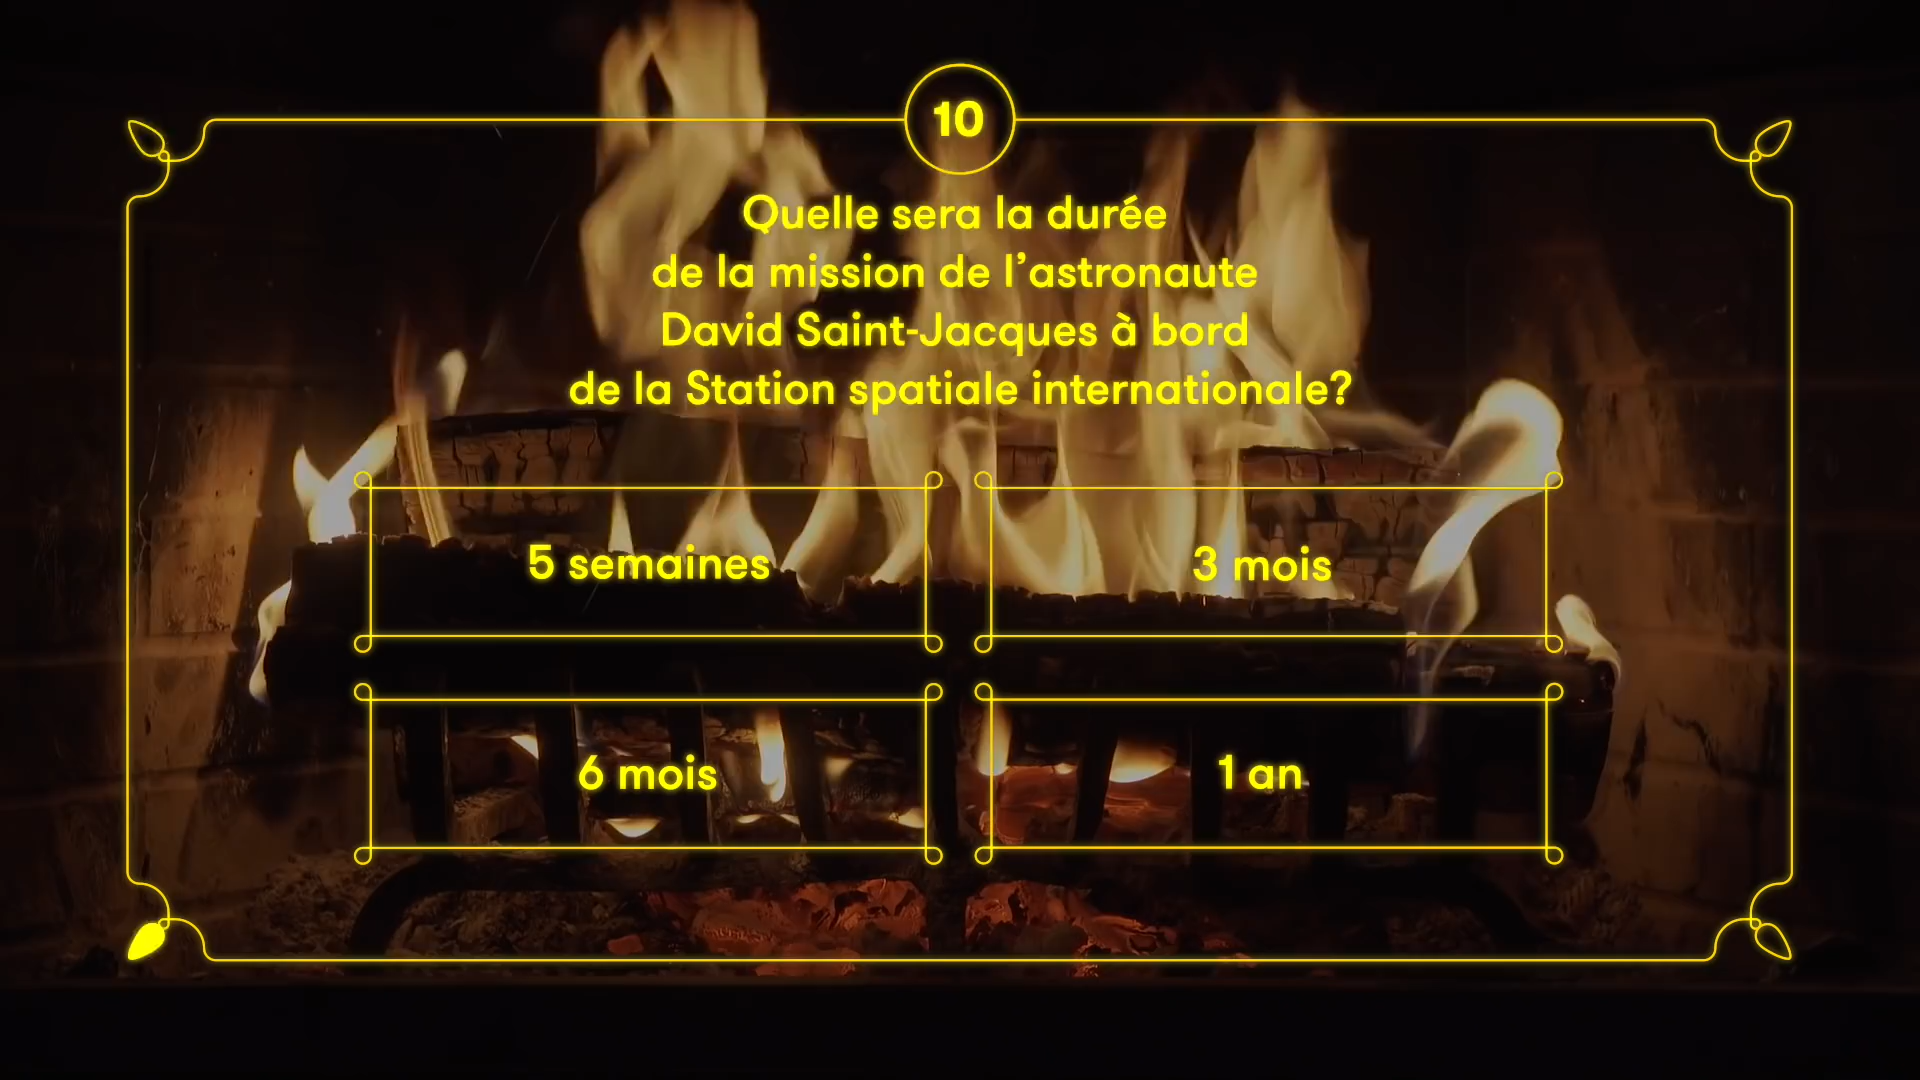 10
Quelle sera la durée
de la mission de l’astronaute
David Saint-Jacques à bord
de la Station spatiale internationale?
5 semaines
3 mois
6 mois
1 an